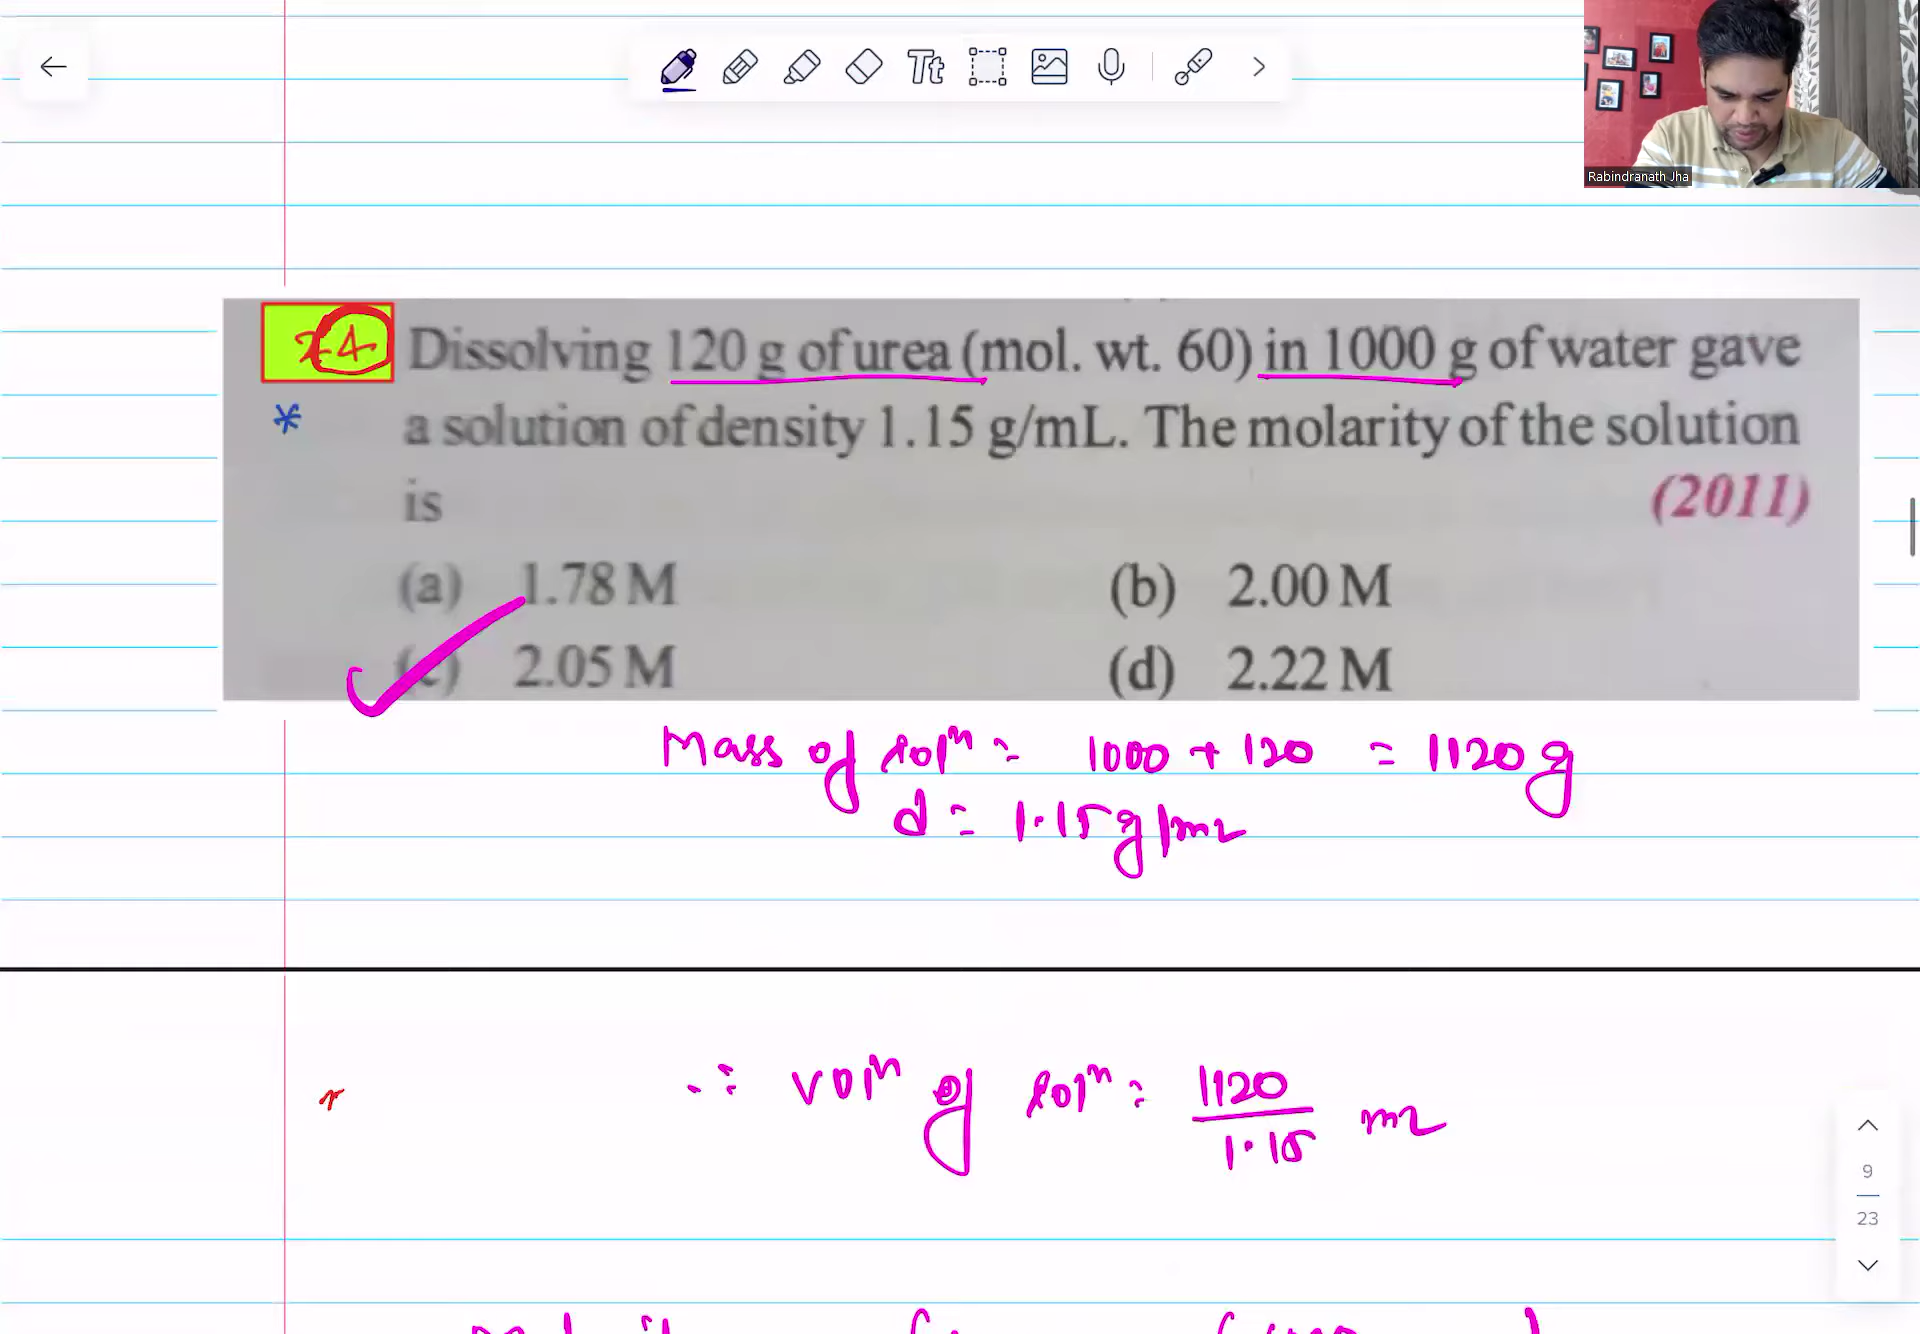 Tt
Rabindranath Jha
24 Dissolving 120 g of urea (mol. wt. 60) in 1000 g of water gave
* a solution of density 1.15 g/mL. The molarity of the solution
is (2011)
(a) 1.78 M (b) 2.00 M
(c) 2.05 M (d) 2.22 M
Mass of solⁿ = 1000 + 120 = 1120 g
d = 1.15 g/mL
∴ volⁿ of solⁿ = 1120/1.15 mL
9
23